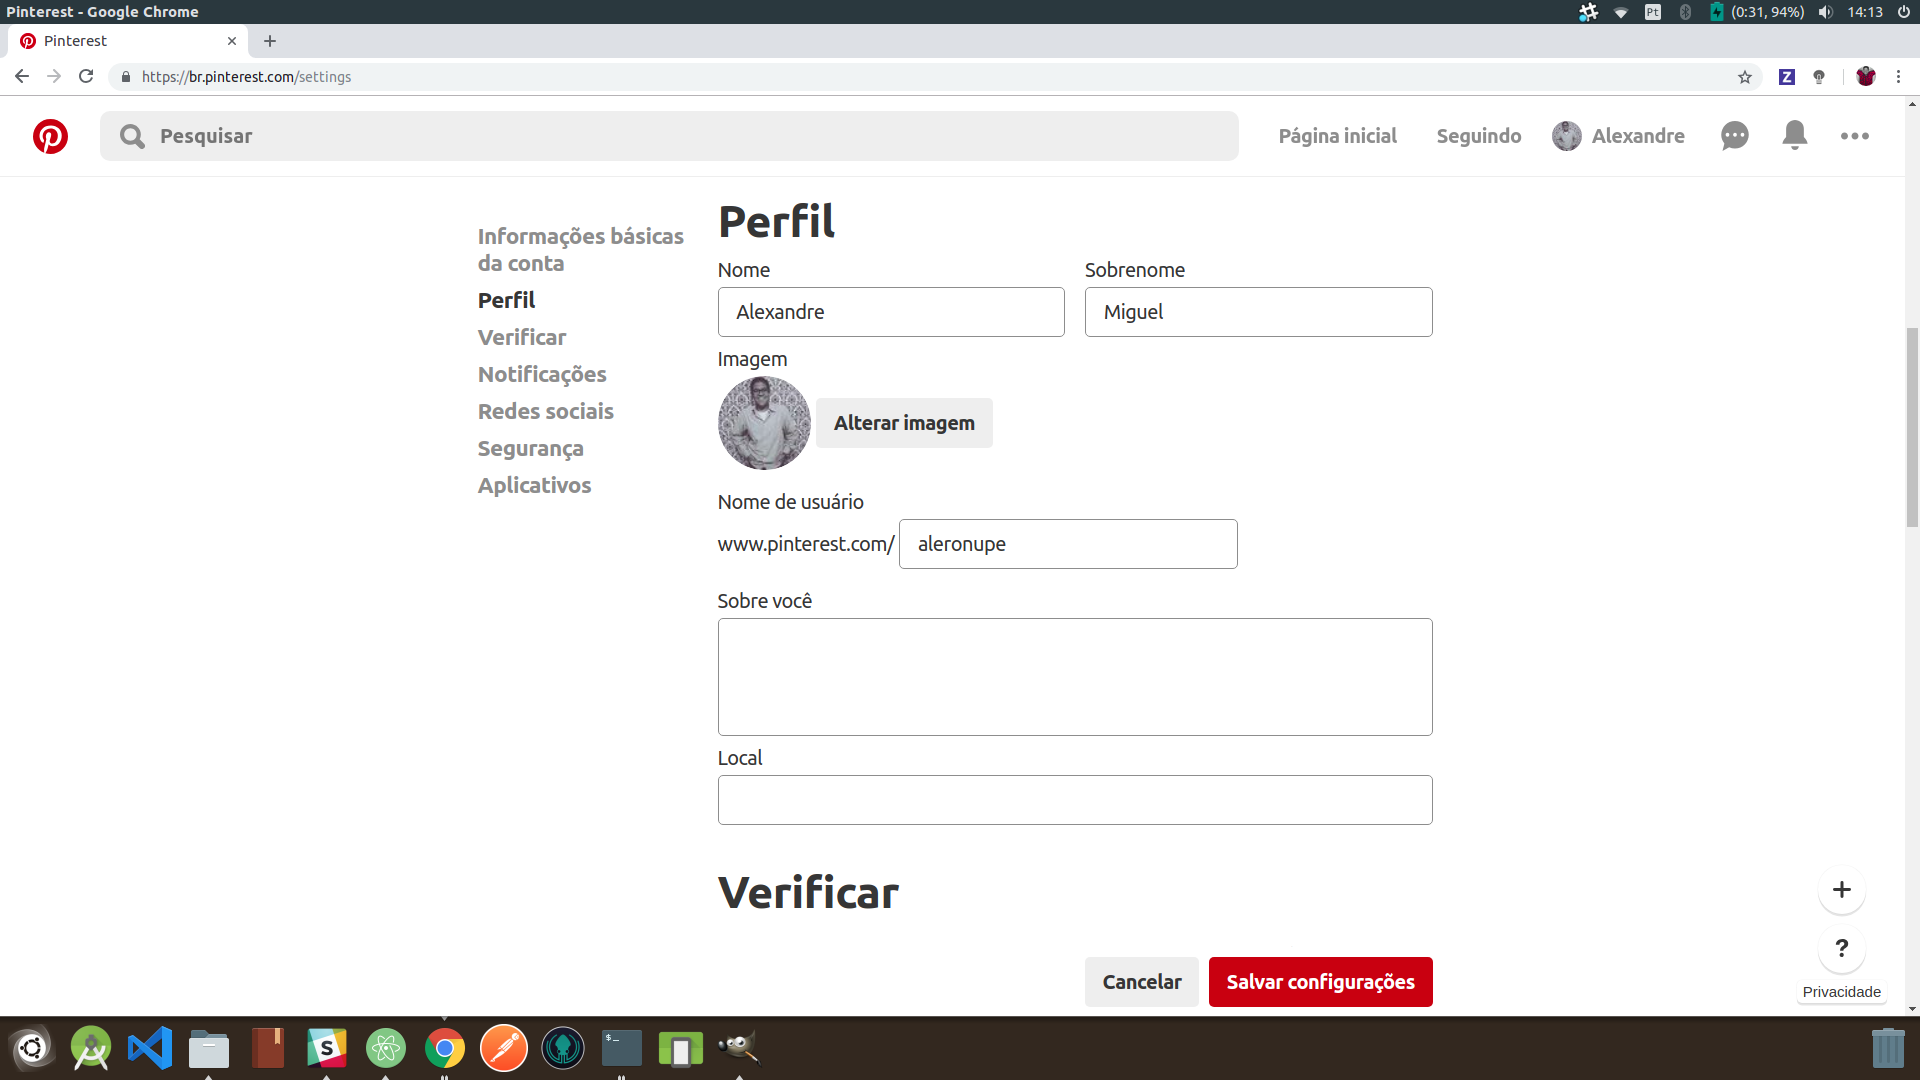 Pinterest - Google Chrome
Pt
(0:31, 94%)
14:13
Pinterest
https://br.pinterest.com/settings
Z
Pesquisar
Página inicial
Seguindo
Alexandre
Informações básicas
da conta
Perfil
Verificar
Notificações
Redes sociais
Segurança
Aplicativos
Perfil
Nome
Sobrenome
Alexandre
Miguel
Imagem
Alterar imagem
Nome de usuário
www.pinterest.com/
aleronupe
Sobre você
Local
Verificar
Cancelar
Salvar configurações
+
?
Privacidade
S
$_